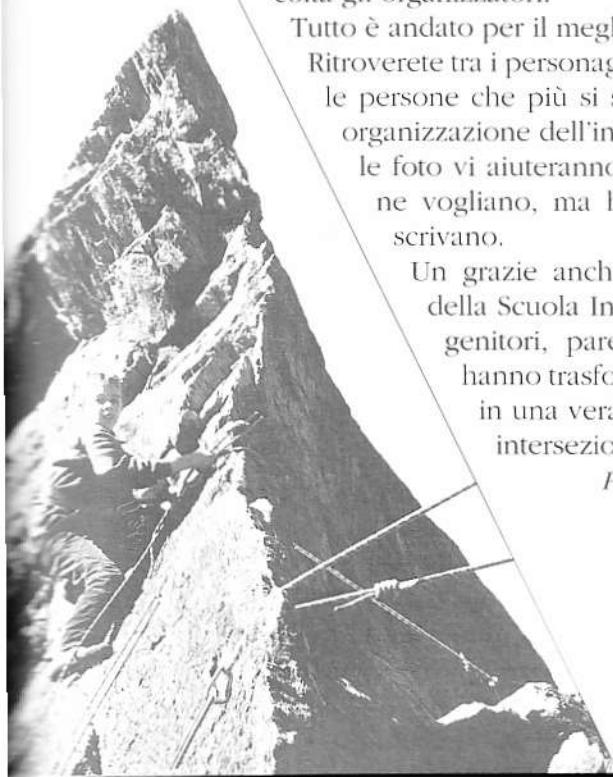 gli organizzatori.
Tutto è andato per il megl
Ritroverete tra i personag
le persone che più si s
organizzazione dell'in
le foto vi aiuteranno
ne vogliano, ma h
scrivano.
Un grazie anch
della Scuola In
genitori, pare
hanno trasfo
in una vera
intersezio